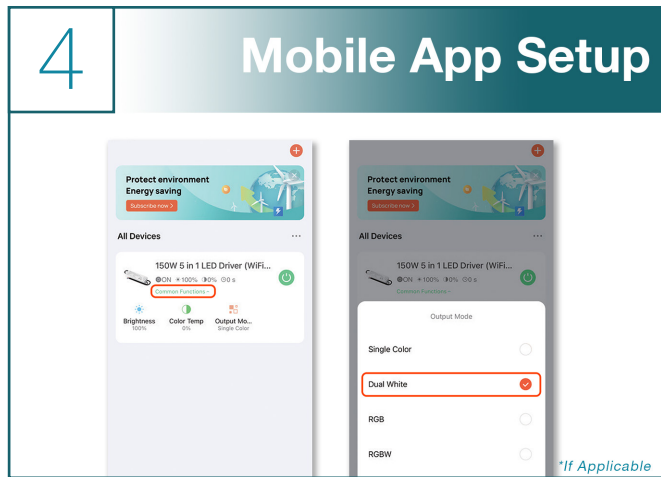 4
Mobile App Setup
Protect environment
Energy saving
Subscribe now >
All Devices
...
150W 5 in 1 LED Driver (WiFi...
ON 100% 0% 0 s
Common Functions
Brightness
100%
Color Temp
0%
Output Mo...
Single Color
Protect environment
Energy saving
Subscribe now >
All Devices
...
150W 5 in 1 LED Driver (WiFi...
ON 100% 0% 0 s
Common Functions
Output Mode
Single Color
Dual White
RGB
RGBW
*If Applicable